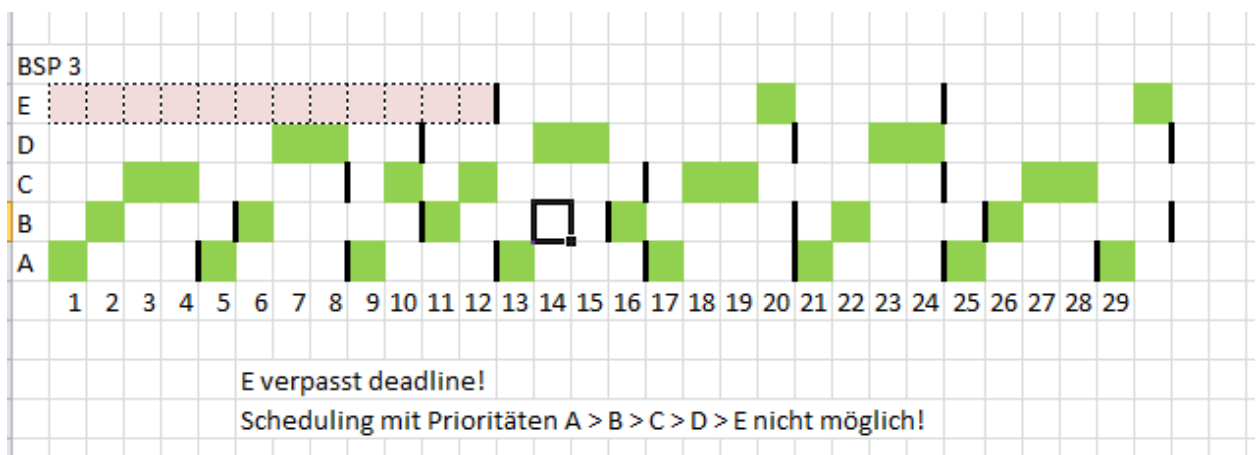 BSP 3
E
D
C
B
A
1 2 3 4 5 6 7 8 9 10 11 12 13 14 15 16 17 18 19 20 21 22 23 24 25 26 27 28 29
E verpasst deadline!
Scheduling mit Prioritäten A > B > C > D > E nicht möglich!